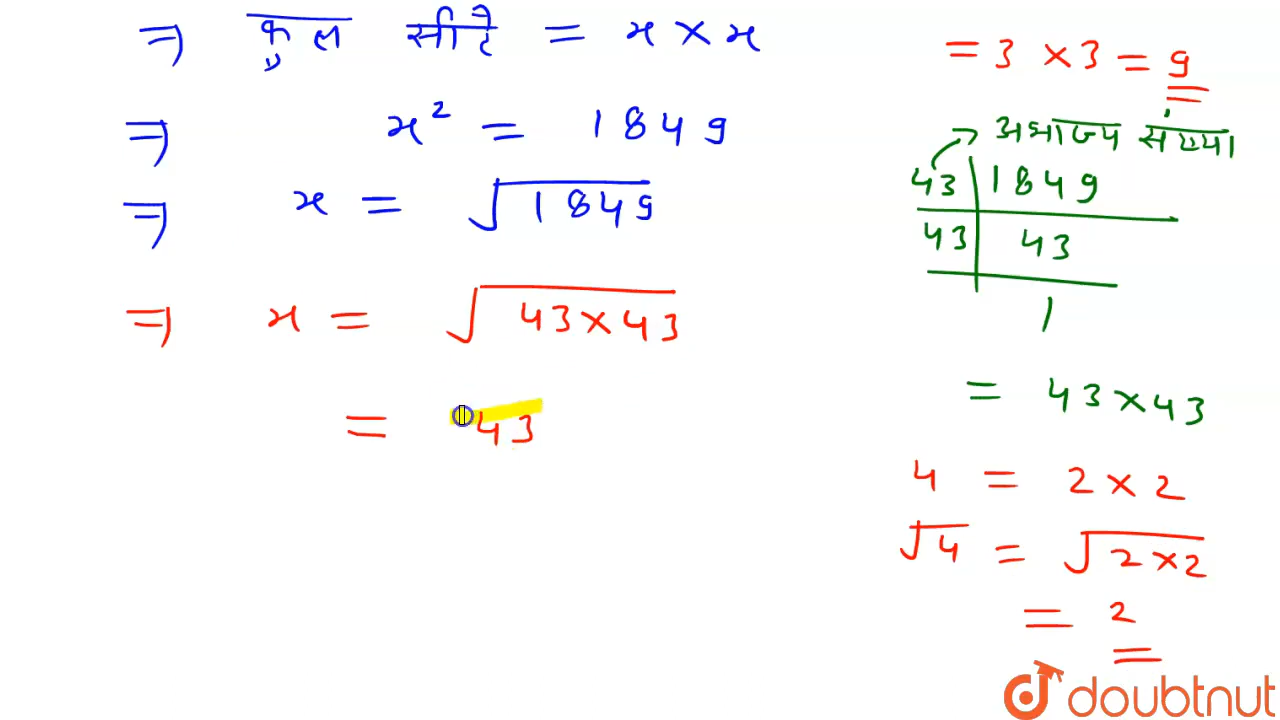 ⇒ कुल सीटें = x × x
⇒ x² = 1849
⇒ x = √1849
⇒ x = √43×43
= 43
= 3 × 3 = 9
→ अभाज्य संख्या
43 | 1849
43 | 43
1
= 43×43
4 = 2×2
√4 = √2×2
= 2
doubtnut